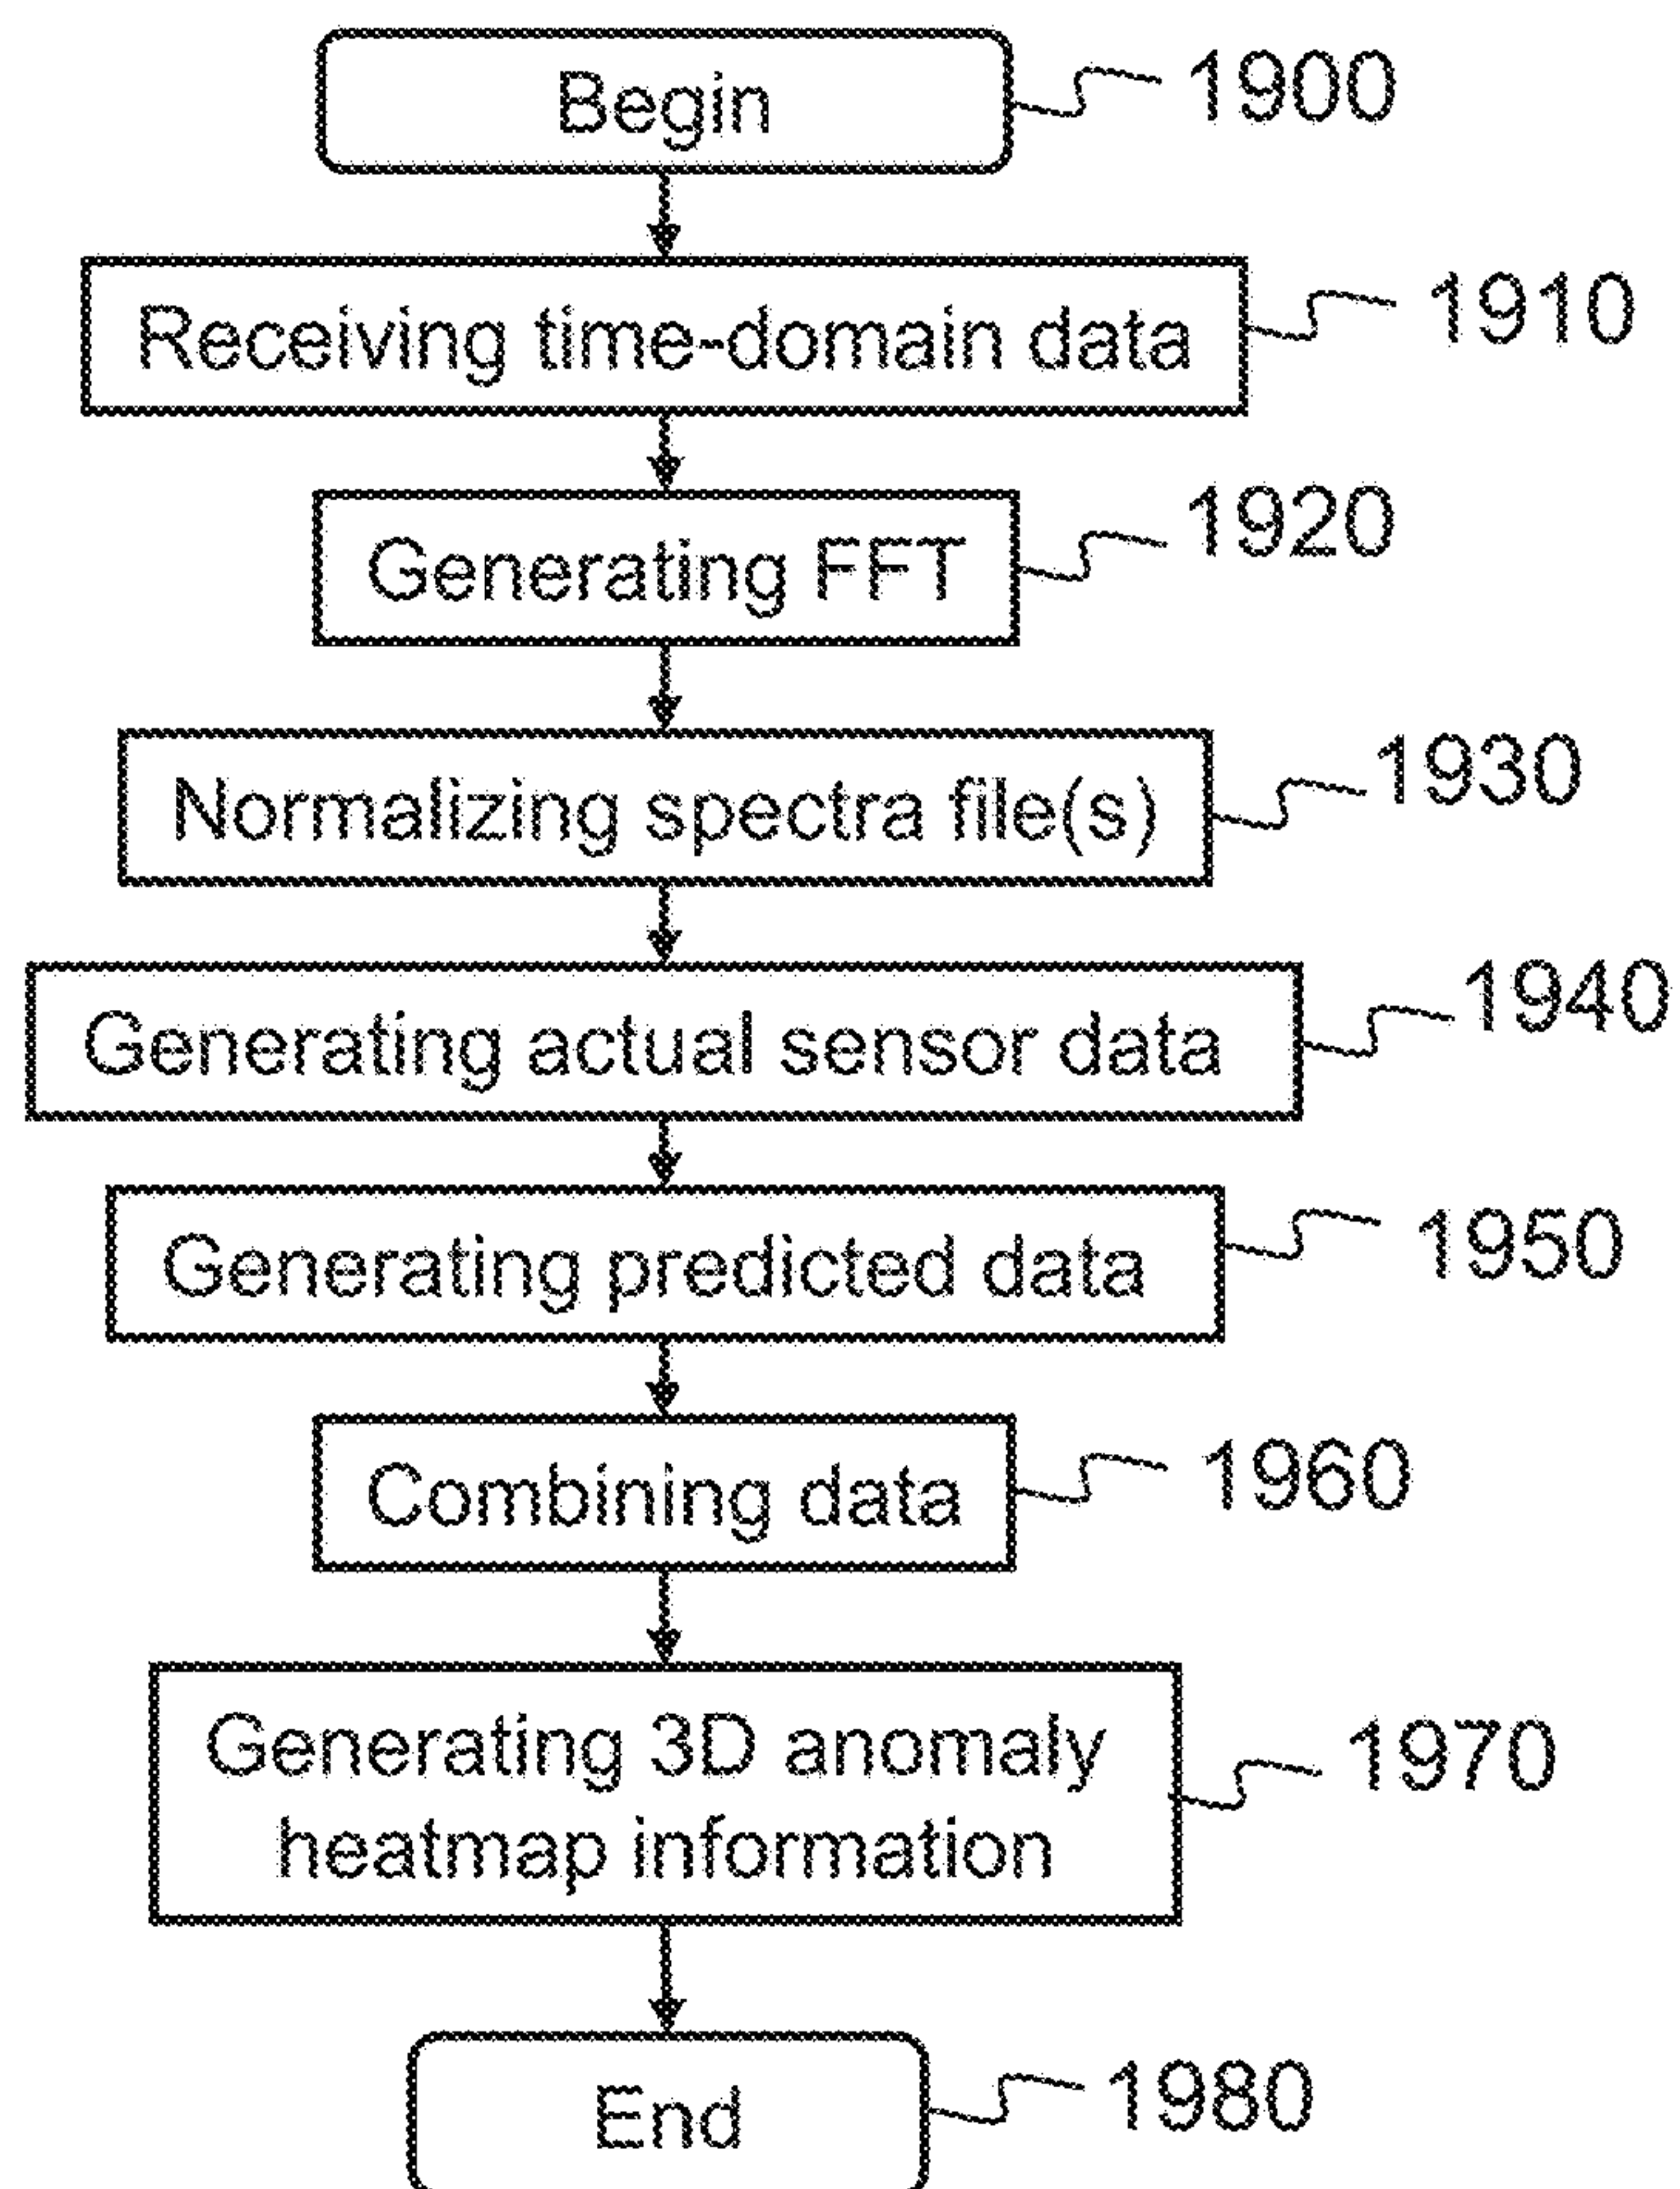 Begin
1900
Receiving time-domain data
1910
Generating FFT
1920
Normalizing spectra file(s)
1930
Generating actual sensor data
1940
Generating predicted data
1950
Combining data
1960
Generating 3D anomaly
heatmap information
1970
End
1980